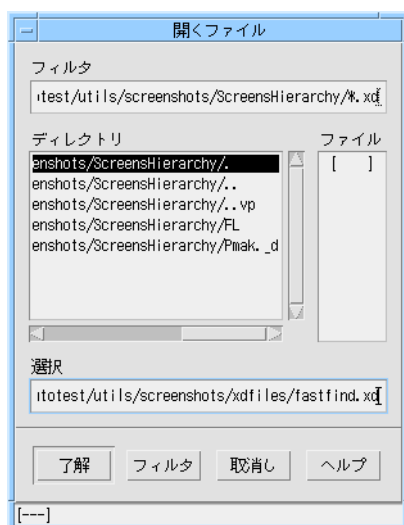 開くファイル
フィルタ
test/utils/screenshots/ScreensHierarchy/*.xd
ディレクトリ
ファイル
enshots/ScreensHierarchy/.
[ ]
enshots/ScreensHierarchy/..
enshots/ScreensHierarchy/..vp
enshots/ScreensHierarchy/FL
enshots/ScreensHierarchy/Pmak._d
選択
totest/utils/screenshots/xdfiles/fastfind.xd
了解
フィルタ
取消し
ヘルプ
[---]